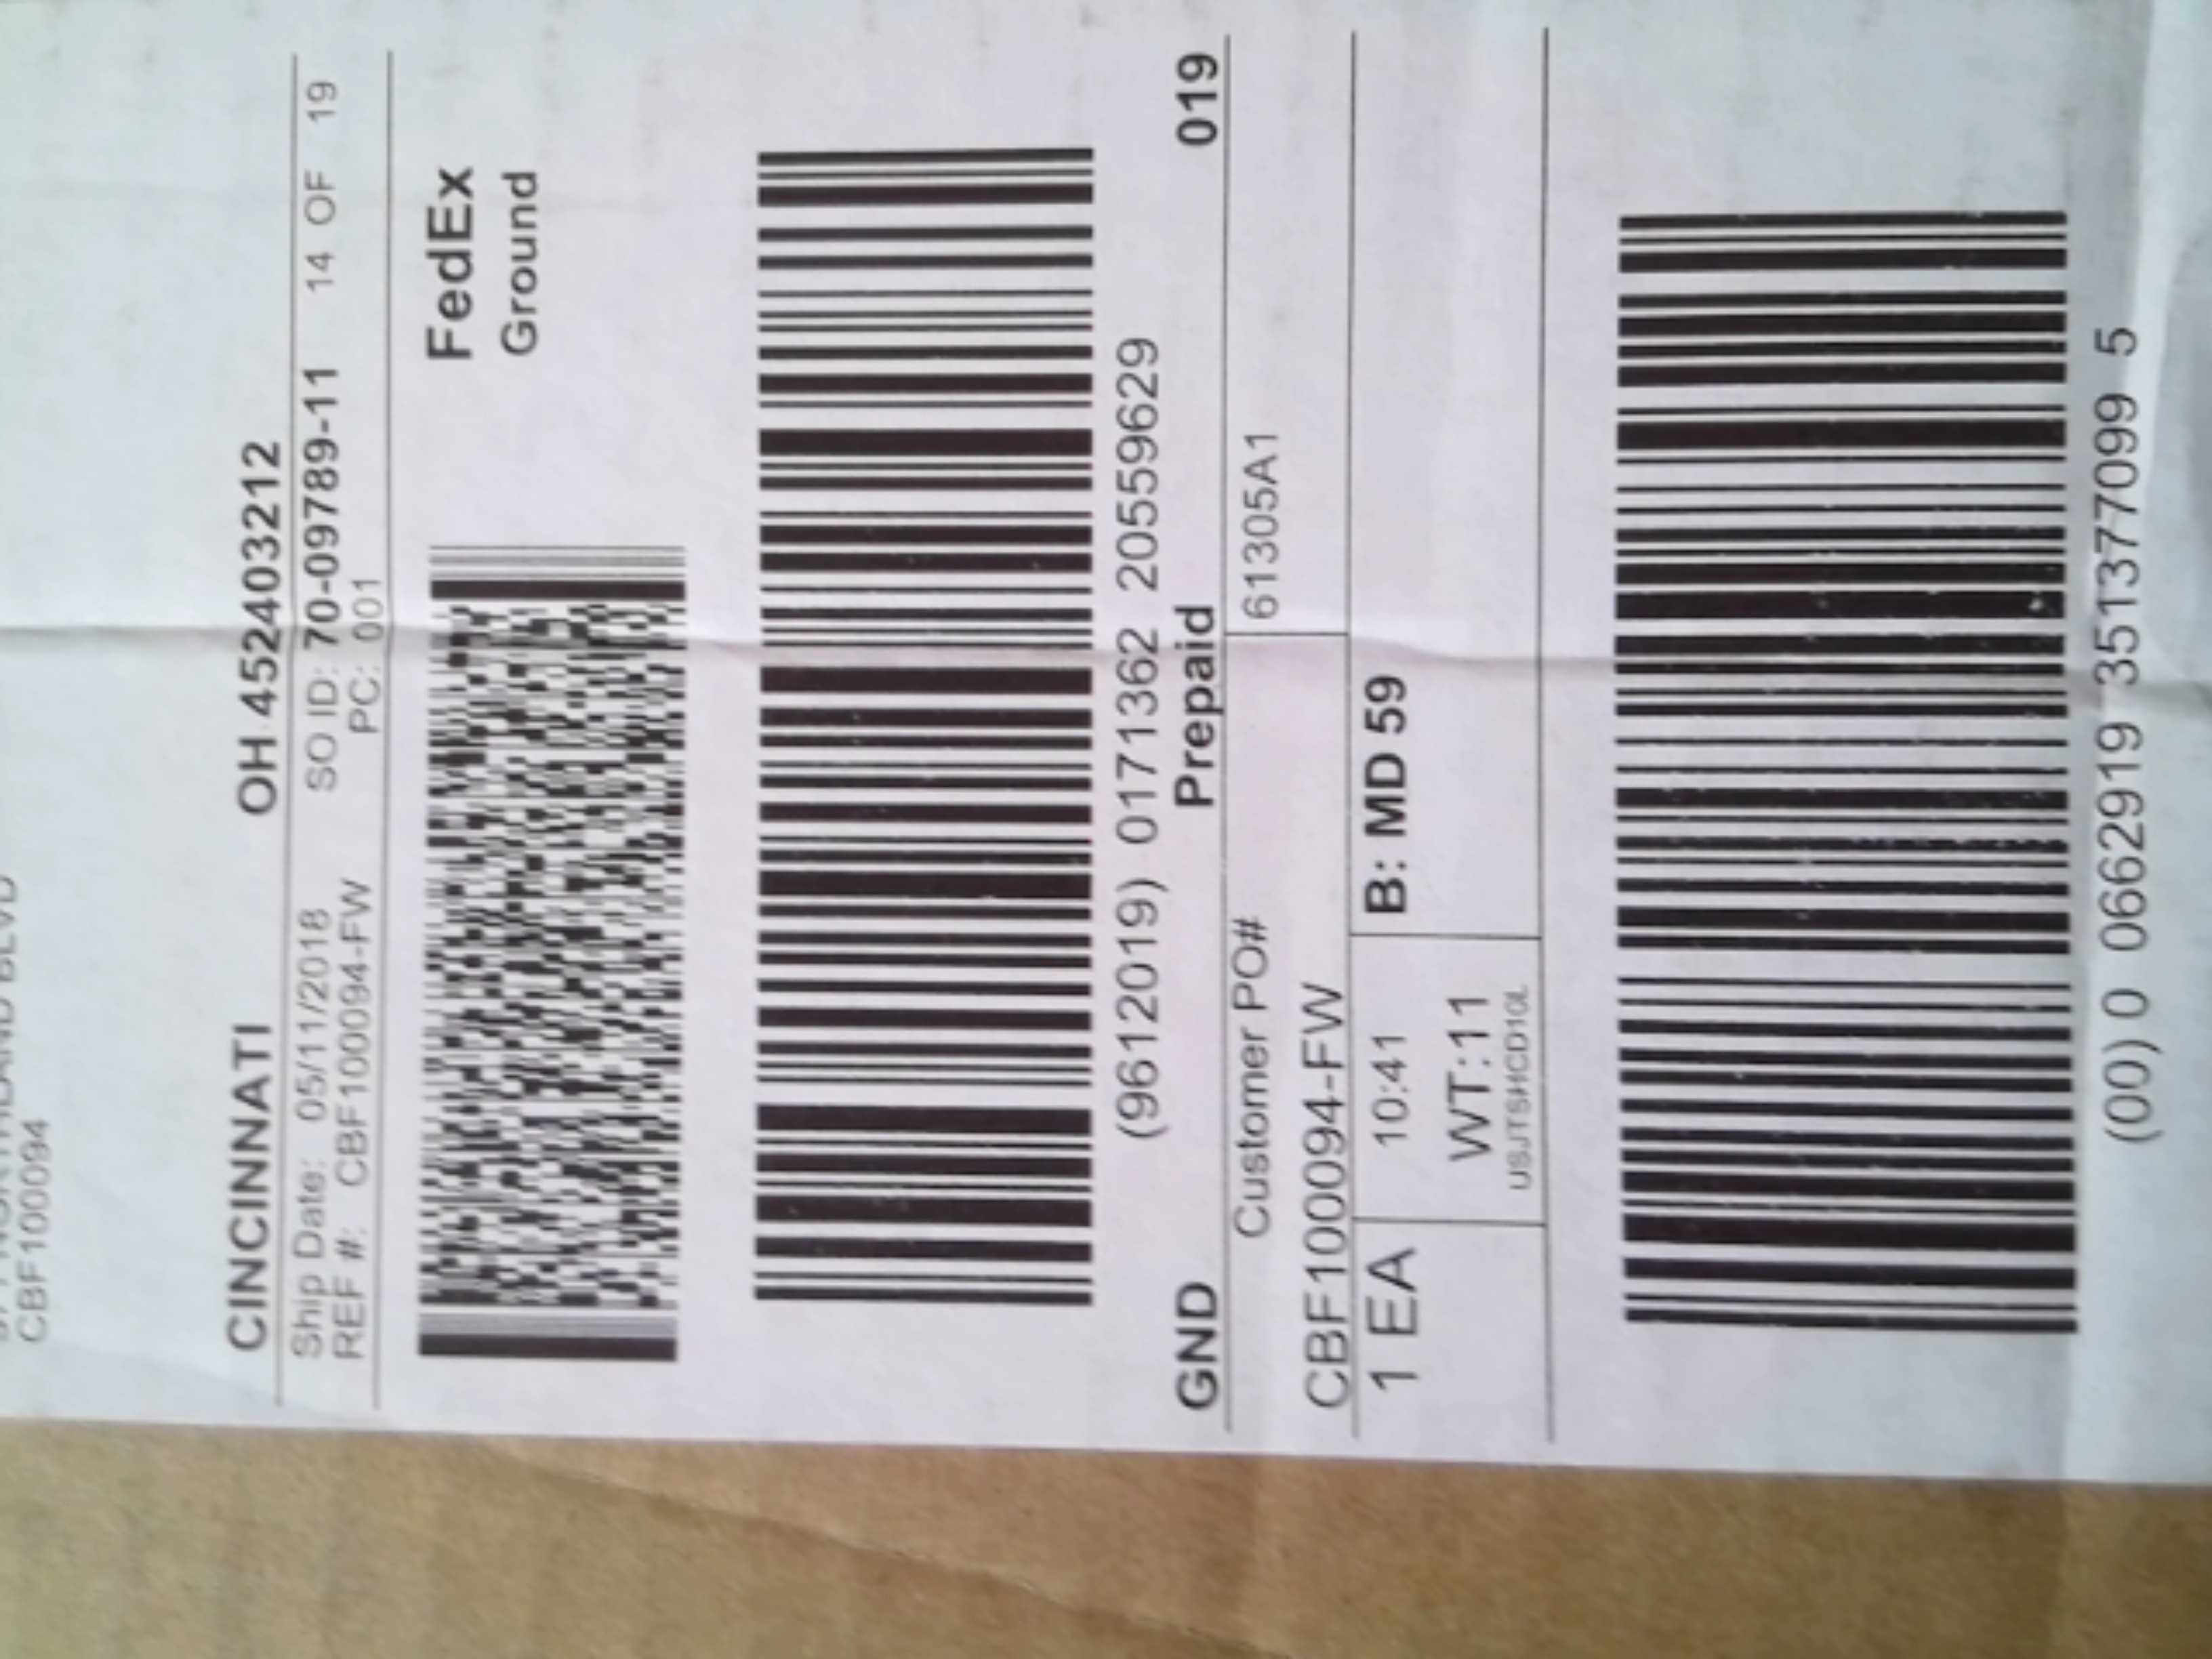 CBF100094
CINCINNATI OH 452403212
Ship Date: 05/11/2018 SO ID: 70-09789-11 14 OF 19
REF #: CBF100094-FW PC: 001
FedEx
Ground
(9612019) 0171362 20559629
GND Prepaid 019
Customer PO# 61305A1
CBF100094-FW
1 EA 10:41 B: MD 59
WT:11
(00) 0 0662919 351377099 5